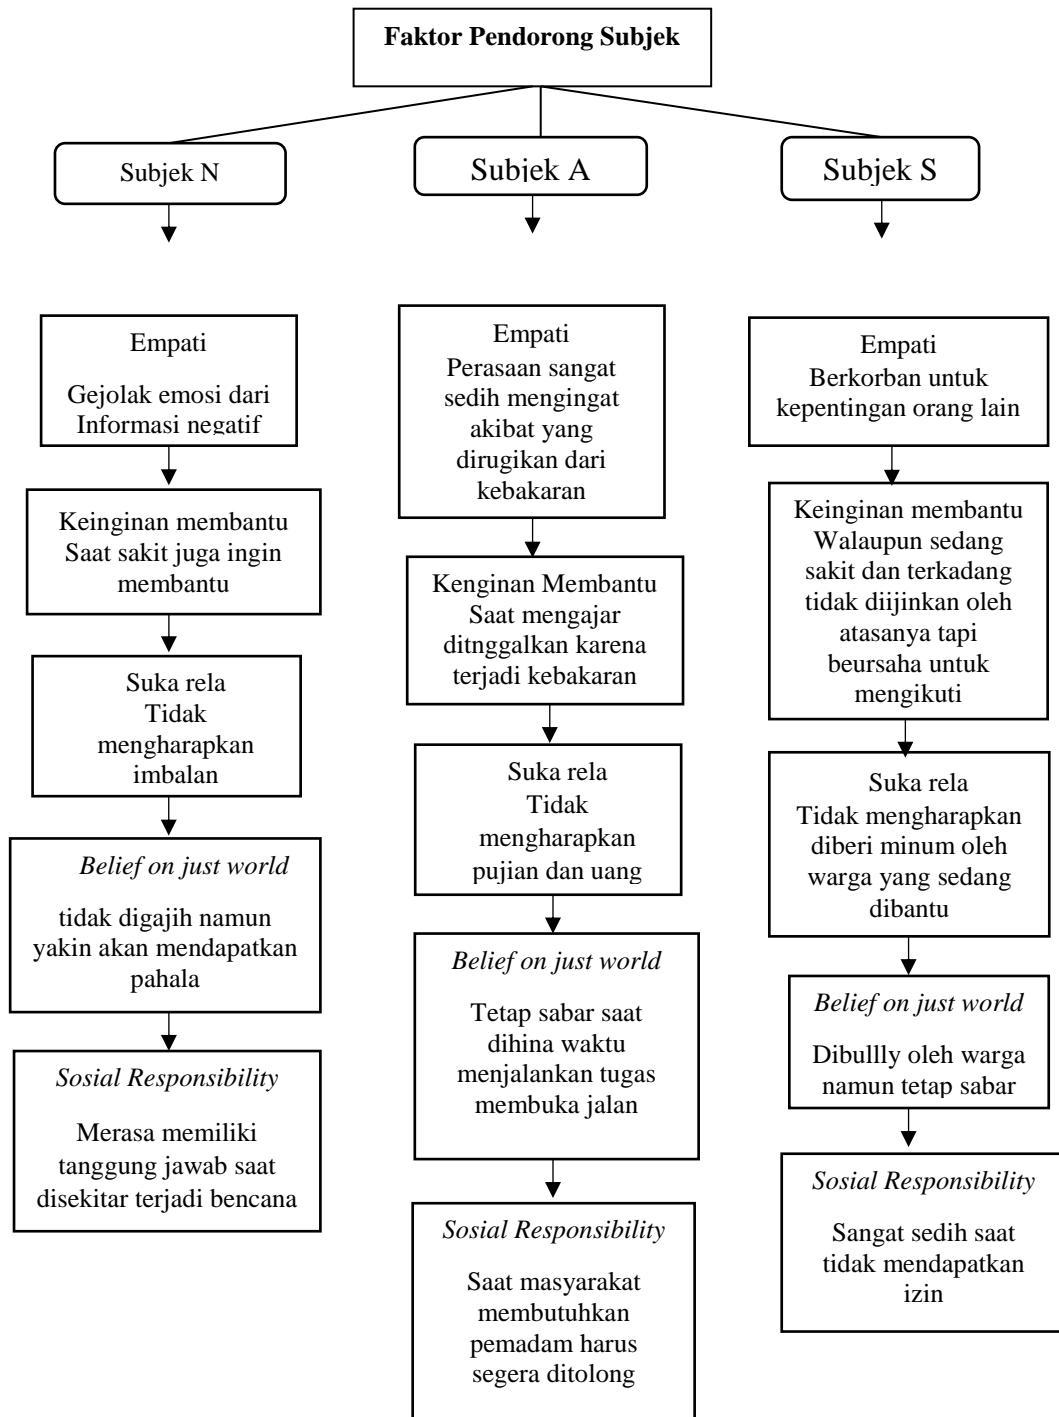 Faktor Pendorong Subjek
Subjek N
Subjek A
Subjek S
Empati
Gejolak emosi dari
Informasi negatif
Keinginan membantu
Saat sakit juga ingin
membantu
Suka rela
Tidak
mengharapkan
imbalan
Belief on just world
tidak digajih namun
yakin akan mendapatkan
pahala
Sosial Responsibility
Merasa memiliki
tanggung jawab saat
disekitar terjadi bencana
Empati
Perasaan sangat
sedih mengingat
akibat yang
dirugikan dari
kebakaran
Kenginan Membantu
Saat mengajar
ditnggalkan karena
terjadi kebakaran
Suka rela
Tidak
mengharapkan
pujian dan uang
Belief on just world
Tetap sabar saat
dihina waktu
menjalankan tugas
membuka jalan
Sosial Responsibility
Saat masyarakat
membutuhkan
pemadam harus
segera ditolong
Empati
Berkorban untuk
kepentingan orang lain
Keinginan membantu
Walaupun sedang
sakit dan terkadang
tidak diijinkan oleh
atasanya tapi
beursaha untuk
mengikuti
Suka rela
Tidak mengharapkan
diberi minum oleh
warga yang sedang
dibantu
Belief on just world
Dibullly oleh warga
namun tetap sabar
Sosial Responsibility
Sangat sedih saat
tidak mendapatkan
izin